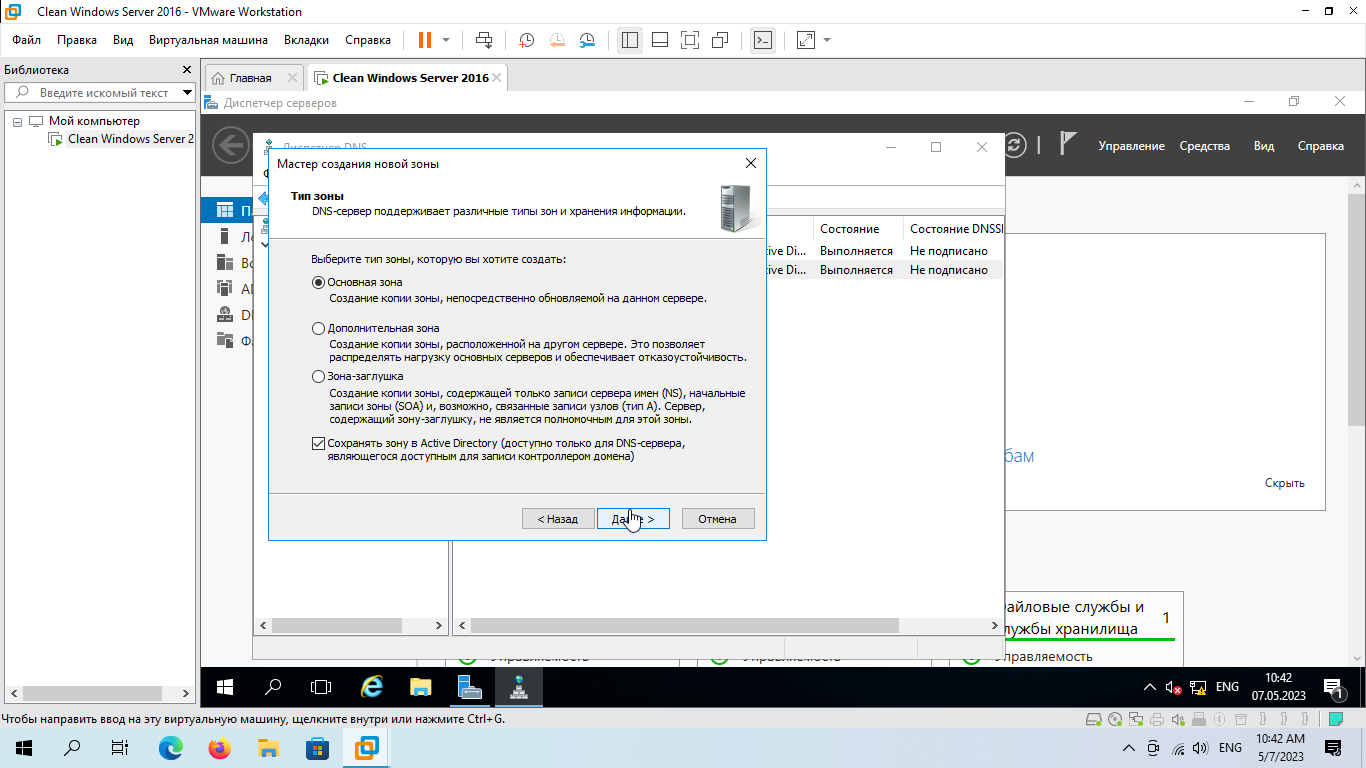 Clean Windows Server 2016 - VMware Workstation
Файл Правка Вид Виртуальная машина Вкладки Справка
Библиотека
Введите искомый текст
Мой компьютер
Clean Windows Server 2
Главная
Clean Windows Server 2016
Диспетчер серверов
Управление Средства Вид Справка
Диспетчер DNS
Мастер создания новой зоны
Тип зоны
DNS-сервер поддерживает различные типы зон и хранения информации.
Выберите тип зоны, которую вы хотите создать:
Основная зона
Создание копии зоны, непосредственно обновляемой на данном сервере.
Дополнительная зона
Создание копии зоны, расположенной на другом сервере. Это позволяет
распределять нагрузку основных серверов и обеспечивает отказоустойчивость.
Зона-заглушка
Создание копии зоны, содержащей только записи сервера имен (NS), начальные
записи зоны (SOA) и, возможно, связанные записи узлов (тип A). Сервер,
содержащий зону-заглушку, не является полномочным для этой зоны.
Сохранять зону в Active Directory (доступно только для DNS-сервера,
являющегося доступным для записи контроллером домена)
< Назад Далее > Отмена
Состояние Состояние DNSSI
ive Di... Выполняется Не подписано
ive Di... Выполняется Не подписано
бам
Скрыть
айловые службы и
лужбы хранилища
1
Управляемость Управляемость Управляемость
ENG
10:42
07.05.2023
1
Чтобы направить ввод на эту виртуальную машину, щелкните внутри или нажмите Ctrl+G.
ENG
10:42 AM
5/7/2023